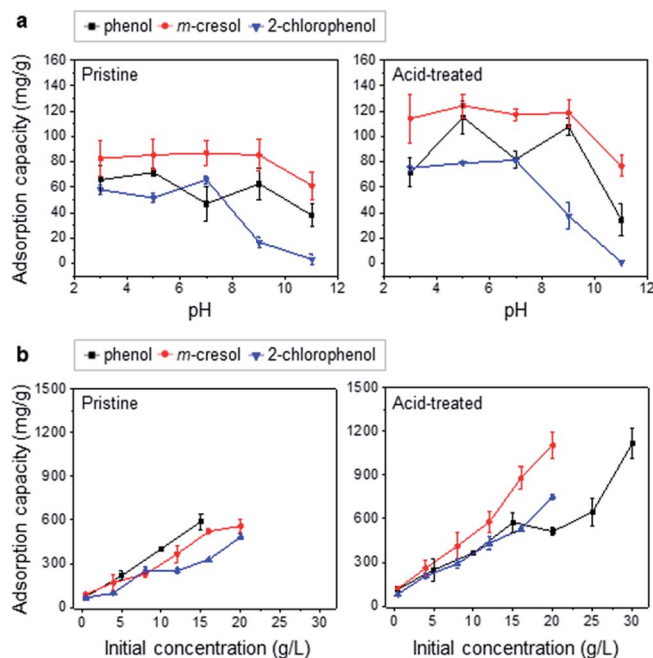 a
phenol m-cresol 2-chlorophenol
Adsorption capacity (mg/g)
160
140
120
100
80
60
40
20
0
Pristine
2 4 6 8 10 12
pH
160
140
120
100
80
60
40
20
0
Acid-treated
2 4 6 8 10 12
pH
b
phenol m-cresol 2-chlorophenol
Adsorption capacity (mg/g)
1500
1200
900
600
300
0
Pristine
0 5 10 15 20 25 30
Initial concentration (g/L)
1500
1200
900
600
300
0
Acid-treated
0 5 10 15 20 25 30
Initial concentration (g/L)